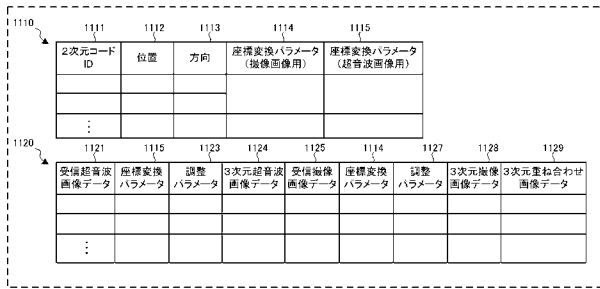 1110
1111 1112 1113 1114 1115
2次元コード 位置 方向 座標変換パラメータ 座標変換パラメータ
ID (撮像画像用) (超音波画像用)
⋮
1120
1121 1115 1123 1124 1125 1114 1127 1128 1129
受信超音波 座標変換 調整 3次元超音波 受信撮像 座標変換 調整 3次元撮像 3次元重ね合わせ
画像データ パラメータ パラメータ 画像データ 画像データ パラメータ パラメータ 画像データ 画像データ
⋮